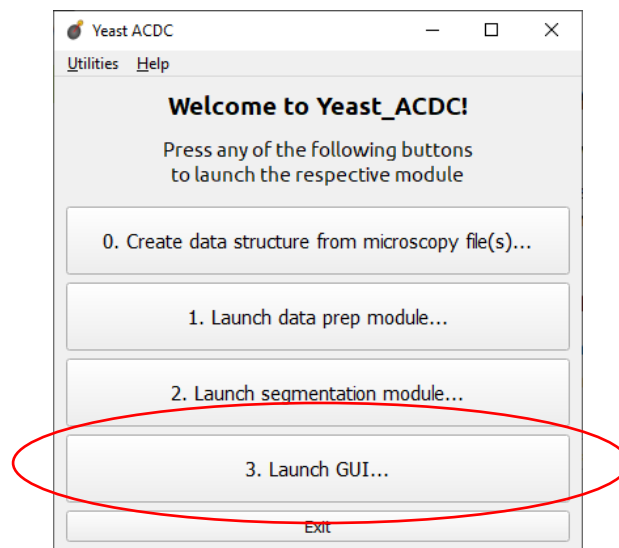 Yeast ACDC
Utilities Help
Welcome to Yeast_ACDC!
Press any of the following buttons
to launch the respective module
0. Create data structure from microscopy file(s)...
1. Launch data prep module...
2. Launch segmentation module...
3. Launch GUI...
Exit